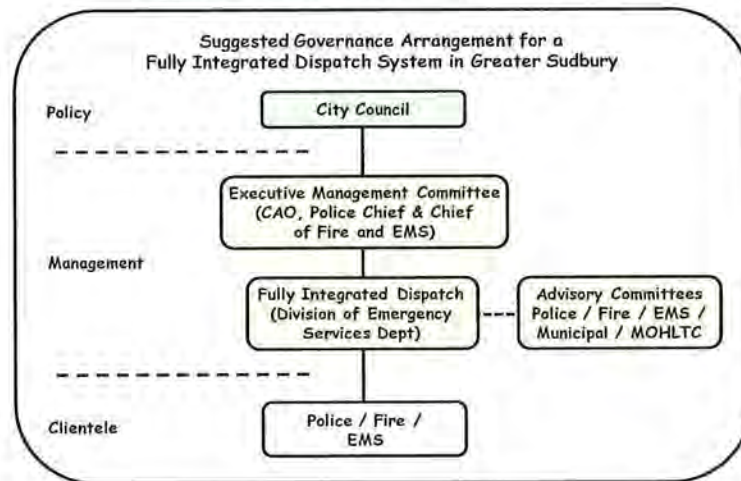 Suggested Governance Arrangement for a
Fully Integrated Dispatch System in Greater Sudbury
Policy
City Council
Executive Management Committee
(CAO, Police Chief & Chief
of Fire and EMS)
Management
Fully Integrated Dispatch
(Division of Emergency
Services Dept)
Advisory Committees
Police / Fire / EMS /
Municipal / MOHLTC
Clientele
Police / Fire /
EMS